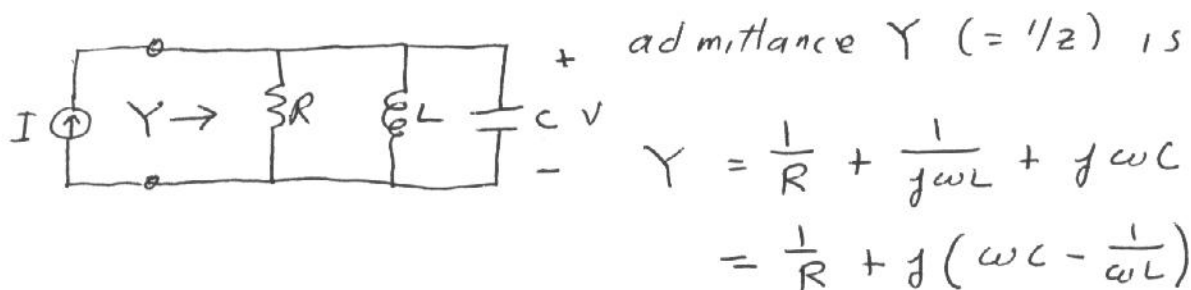 admittance Y (= 1/z) is
I Y → R L C V + -
Y = 1/R + 1/jωL + jωC
= 1/R + j(ωC - 1/ωL)